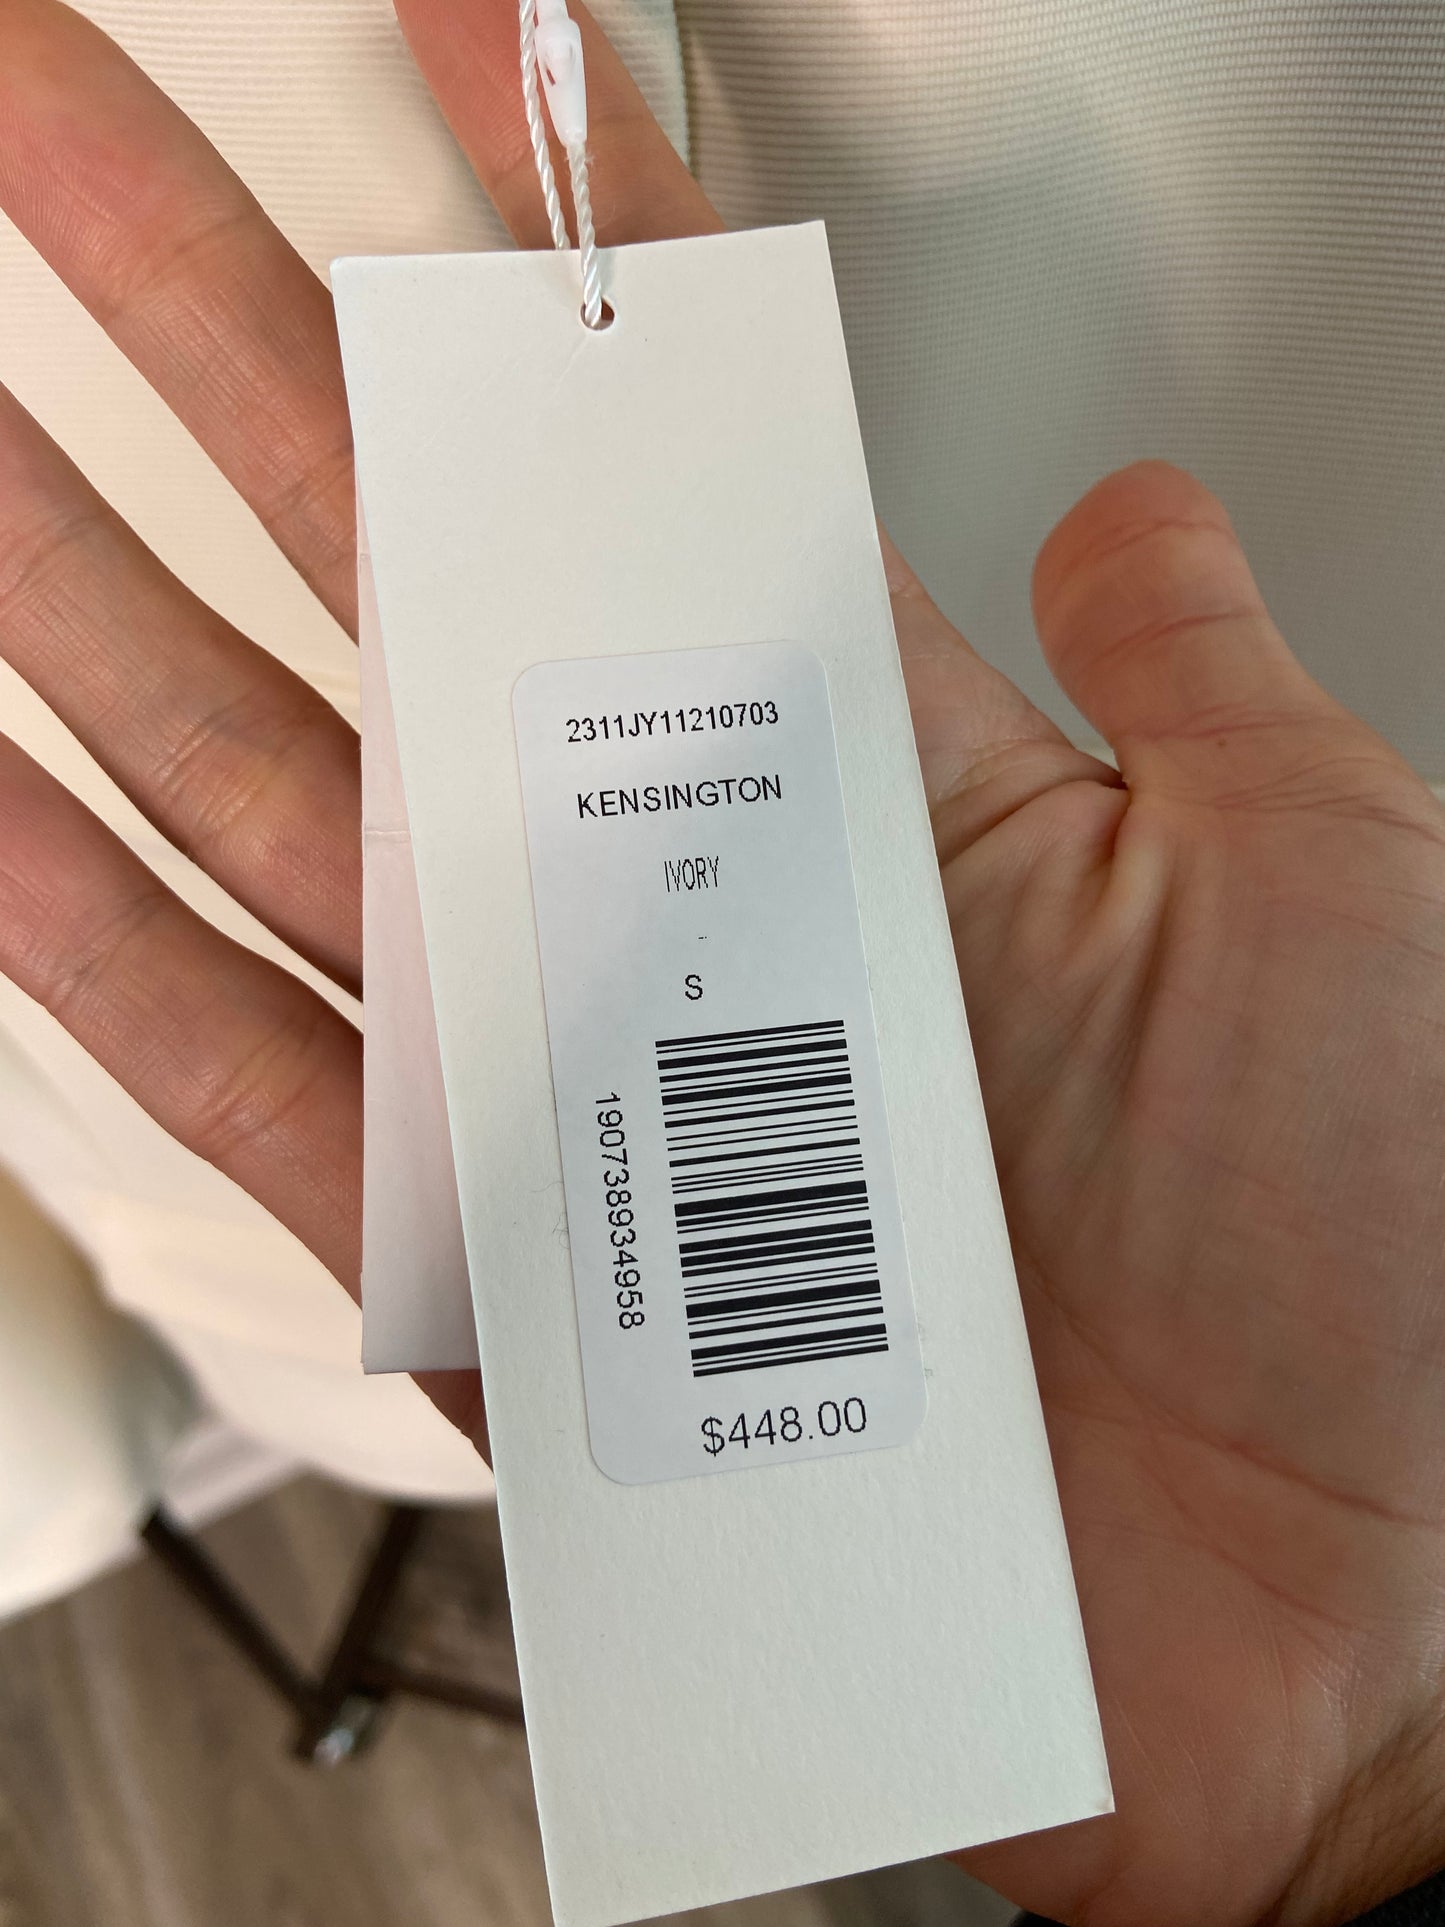 2311JY11210703
KENSINGTON
IVORY
-
S
190738934958
$448.00